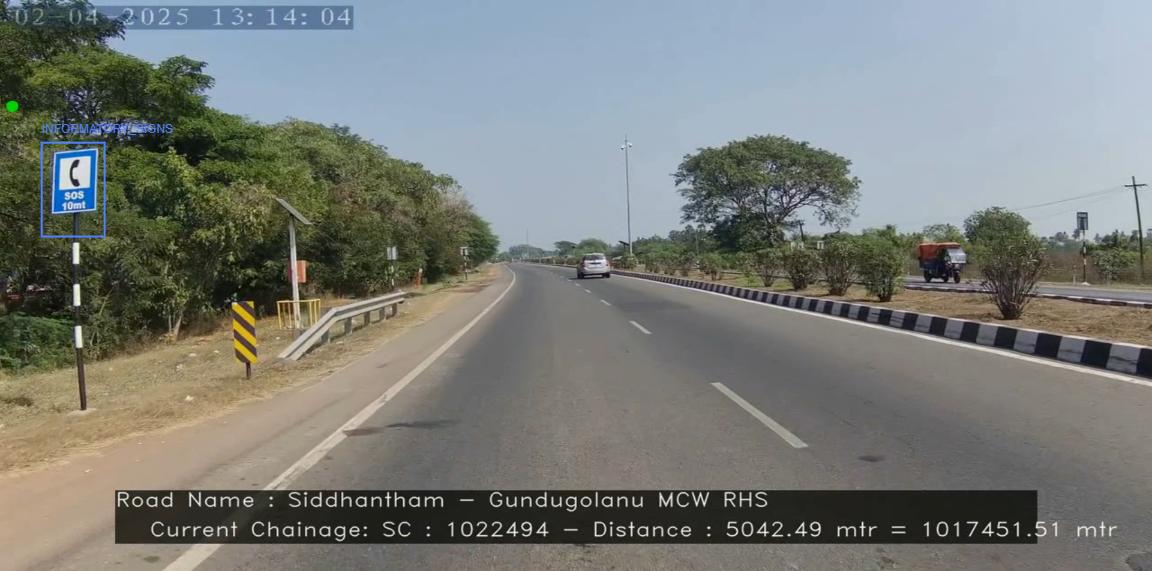 02-04-2025 13:14:04
INFORMATORY SIGNS
SOS
10mt
Road Name : Siddhantham - Gundugolanu MCW RHS
Current Chainage: SC : 1022494 - Distance : 5042.49 mtr = 1017451.51 mtr